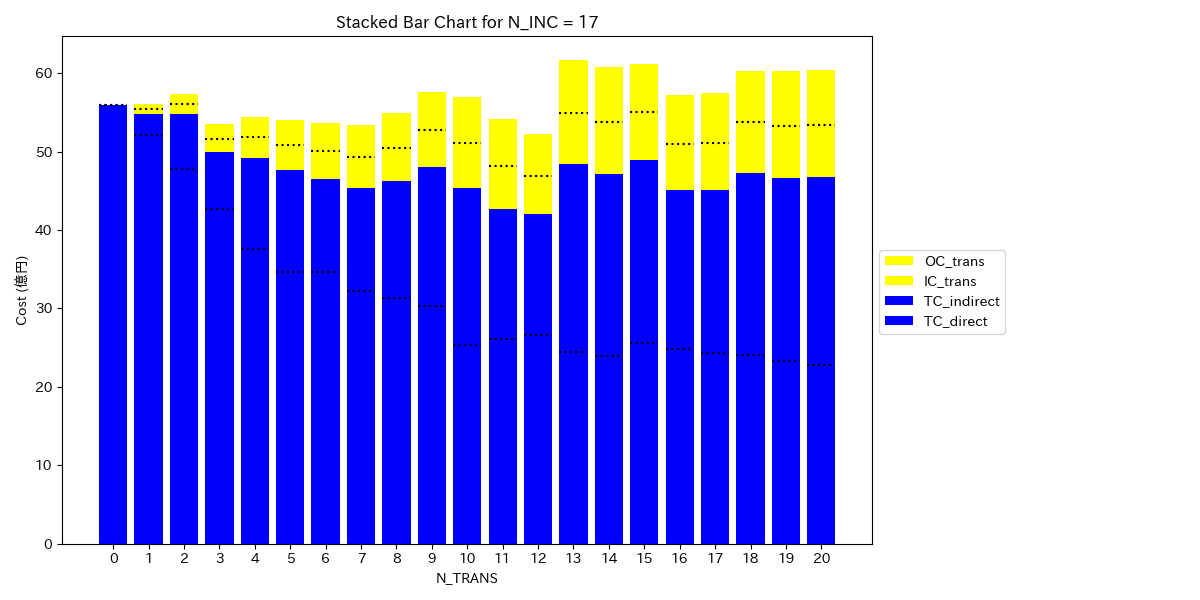 Stacked Bar Chart for N_INC = 17
Cost (億円)
60
50
40
30
20
10
0
0 1 2 3 4 5 6 7 8 9 10 11 12 13 14 15 16 17 18 19 20
N_TRANS
OC_trans
IC_trans
TC_indirect
TC_direct